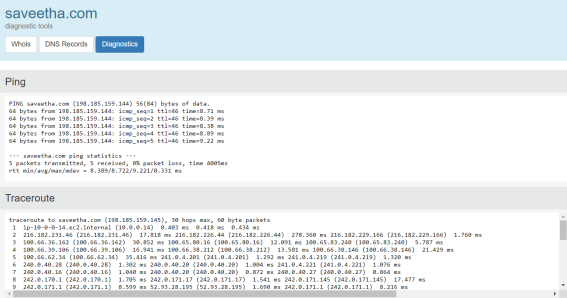 saveetha.com
diagnostic tools
Whois DNS Records Diagnostics
Ping
PING saveetha.com (198.185.159.144) 56(84) bytes of data.
64 bytes from 198.185.159.144: icmp_seq=1 ttl=46 time=8.71 ms
64 bytes from 198.185.159.144: icmp_seq=2 ttl=46 time=8.39 ms
64 bytes from 198.185.159.144: icmp_seq=3 ttl=46 time=8.38 ms
64 bytes from 198.185.159.144: icmp_seq=4 ttl=46 time=8.89 ms
64 bytes from 198.185.159.144: icmp_seq=5 ttl=46 time=9.22 ms
--- saveetha.com ping statistics ---
5 packets transmitted, 5 received, 0% packet loss, time 4005ms
rtt min/avg/max/mdev = 8.389/8.722/9.221/0.331 ms
Traceroute
traceroute to saveetha.com (198.185.159.145), 30 hops max, 60 byte packets
1 ip-10-0-0-14.ec2.internal (10.0.0.14) 0.403 ms 0.418 ms 0.434 ms
2 216.182.231.46 (216.182.231.46) 17.818 ms 216.182.226.44 (216.182.226.44) 278.360 ms 216.182.229.166 (216.182.229.166) 1.760 ms
3 100.66.36.162 (100.66.36.162) 30.852 ms 100.65.80.16 (100.65.80.16) 12.091 ms 100.65.83.240 (100.65.83.240) 5.787 ms
4 100.66.39.106 (100.66.39.106) 16.941 ms 100.66.38.212 (100.66.38.212) 13.581 ms 100.66.38.146 (100.66.38.146) 21.429 ms
5 100.66.62.34 (100.66.62.34) 35.416 ms 241.0.4.201 (241.0.4.201) 1.292 ms 241.0.4.219 (241.0.4.219) 1.320 ms
6 240.0.40.28 (240.0.40.28) 1.302 ms 240.0.40.20 (240.0.40.20) 1.004 ms 241.0.4.221 (241.0.4.221) 1.076 ms
7 240.0.40.16 (240.0.40.16) 1.040 ms 240.0.40.20 (240.0.40.20) 0.872 ms 240.0.40.27 (240.0.40.27) 0.864 ms
8 242.0.170.1 (242.0.170.1) 1.705 ms 242.0.171.17 (242.0.171.17) 1.541 ms 242.0.171.145 (242.0.171.145) 17.477 ms
9 242.0.171.1 (242.0.171.1) 8.599 ms 52.93.28.195 (52.93.28.195) 1.690 ms 242.0.171.1 (242.0.171.1) 8.216 ms